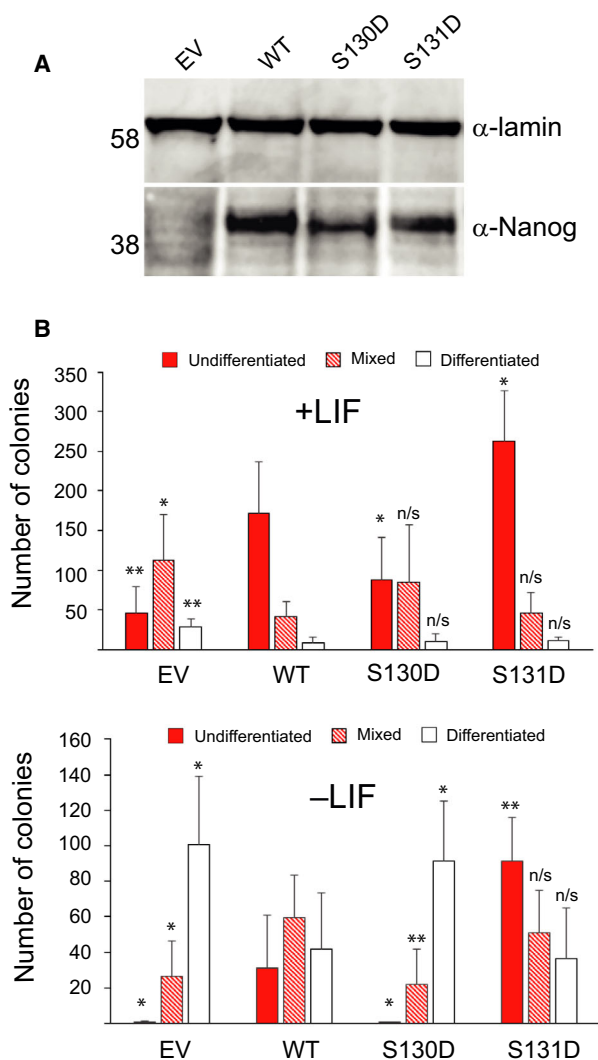 A
EV WT S130D S131D
58
α-lamin
38
α-Nanog
B
Undifferentiated Mixed Differentiated
+LIF
Number of colonies
350
300
250
200
150
100
50
** * **
* n/s n/s
* n/s n/s
EV WT S130D S131D
Undifferentiated Mixed Differentiated
–LIF
Number of colonies
160
140
120
100
80
60
40
20
* * *
* ** *
** n/s n/s
EV WT S130D S131D